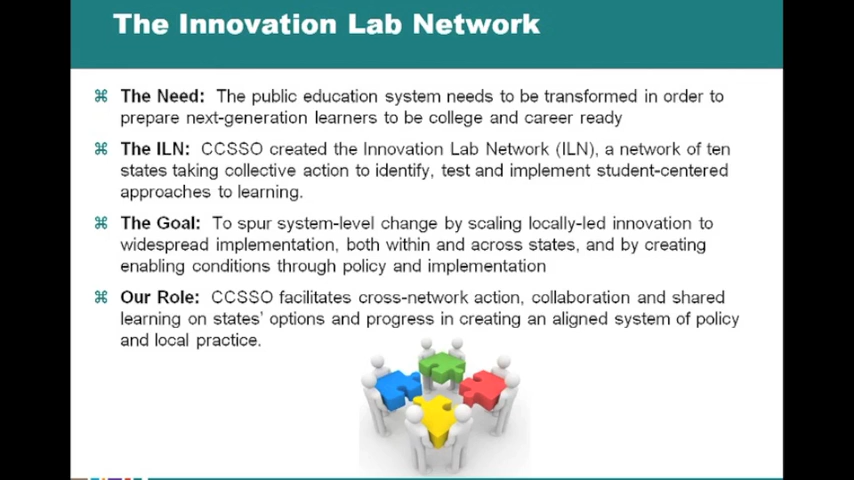 The Innovation Lab Network
⌘ The Need: The public education system needs to be transformed in order to
prepare next-generation learners to be college and career ready
⌘ The ILN: CCSSO created the Innovation Lab Network (ILN), a network of ten
states taking collective action to identify, test and implement student-centered
approaches to learning.
⌘ The Goal: To spur system-level change by scaling locally-led innovation to
widespread implementation, both within and across states, and by creating
enabling conditions through policy and implementation
⌘ Our Role: CCSSO facilitates cross-network action, collaboration and shared
learning on states' options and progress in creating an aligned system of policy
and local practice.